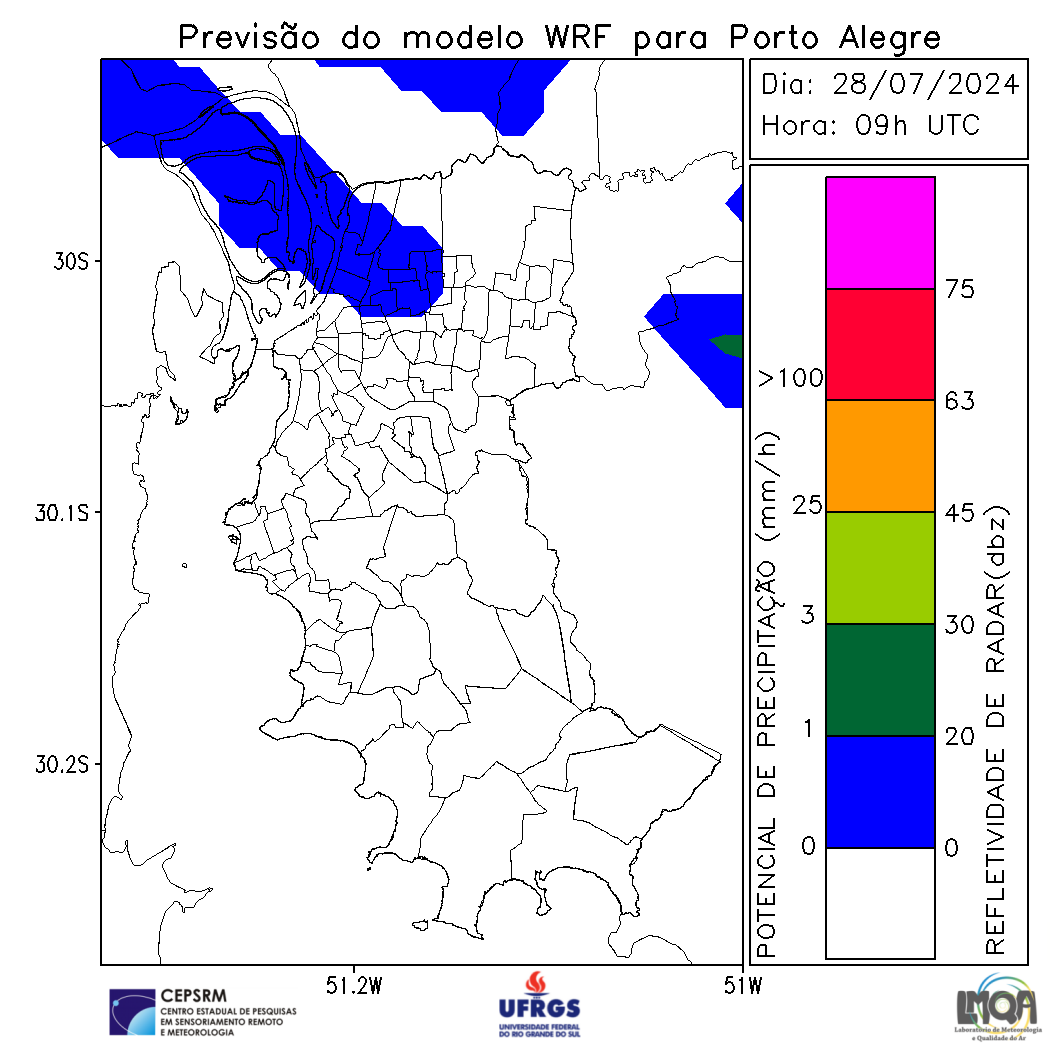 Previsão do modelo WRF para Porto Alegre
Dia: 28/07/2024
Hora: 09h UTC
30S
30.1S
30.2S
51.2W
51W
POTENCIAL DE PRECIPITAÇÃO (mm/h)
>100
25
3
1
0
75
63
45
30
20
0
REFLETIVIDADE DE RADAR(dbz)
CEPSRM
CENTRO ESTADUAL DE PESQUISAS
EM SENSORIAMENTO REMOTO
E METEOROLOGIA
UFRGS
UNIVERSIDADE FEDERAL
DO RIO GRANDE DO SUL
LMQA
Laboratório de Meteorologia
e Qualidade do Ar